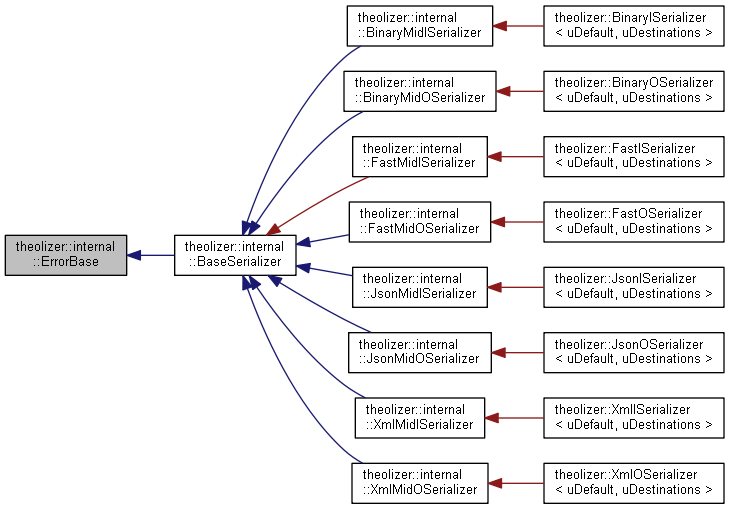 theolizer::internal
::ErrorBase
theolizer::internal
::BaseSerializer
theolizer::internal
::BinaryMidISerializer
theolizer::BinaryISerializer
< uDefault, uDestinations >
theolizer::internal
::BinaryMidOSerializer
theolizer::BinaryOSerializer
< uDefault, uDestinations >
theolizer::internal
::FastMidISerializer
theolizer::FastISerializer
< uDefault, uDestinations >
theolizer::internal
::FastMidOSerializer
theolizer::FastOSerializer
< uDefault, uDestinations >
theolizer::internal
::JsonMidISerializer
theolizer::JsonISerializer
< uDefault, uDestinations >
theolizer::internal
::JsonMidOSerializer
theolizer::JsonOSerializer
< uDefault, uDestinations >
theolizer::internal
::XmlMidISerializer
theolizer::XmlISerializer
< uDefault, uDestinations >
theolizer::internal
::XmlMidOSerializer
theolizer::XmlOSerializer
< uDefault, uDestinations >